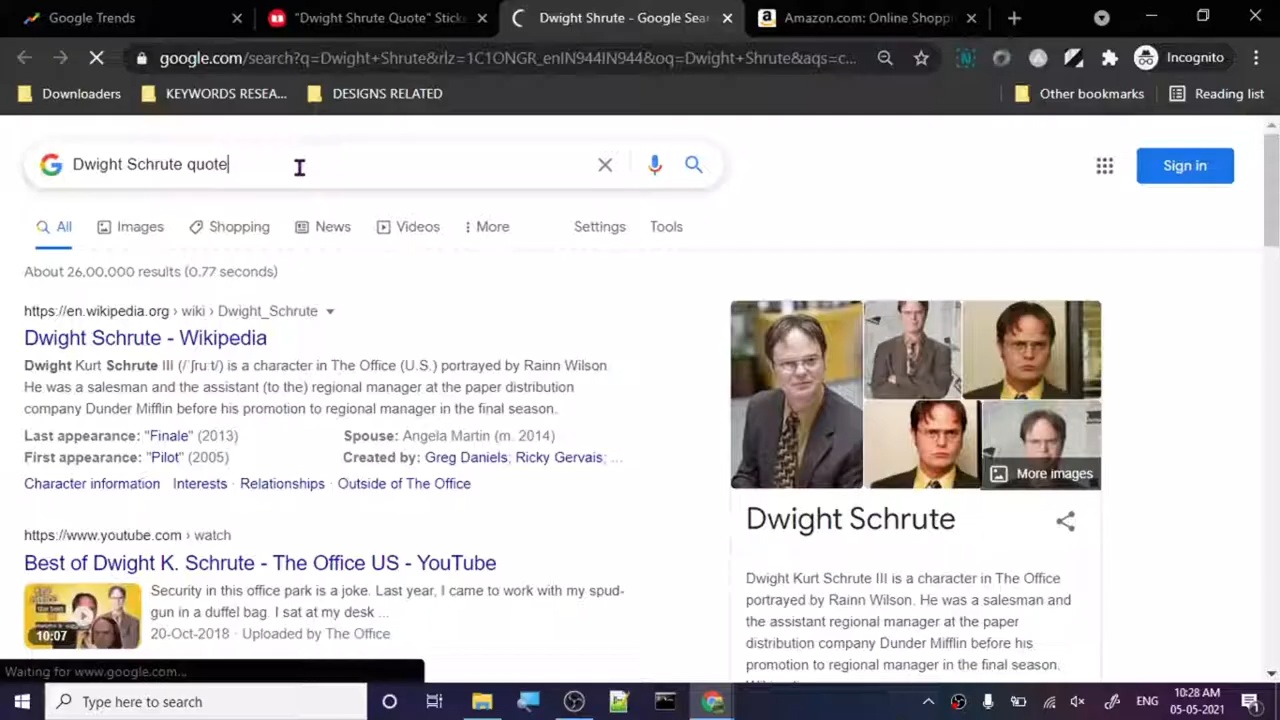 Google Trends
"Dwight Shrute Quote" Stick
Dwight Shrute - Google Sea
Amazon.com: Online Shoppi
google.com/search?q=Dwight+Shrute&rlz=1C1ONGR_enIN944IN944&oq=Dwight+Shrute&aqs=c...
Incognito
Downloaders
KEYWORDS RESEA...
DESIGNS RELATED
Other bookmarks
Reading list
Dwight Schrute quote
Sign in
All
Images
Shopping
News
Videos
More
Settings
Tools
About 26,00,000 results (0.77 seconds)
https://en.wikipedia.org › wiki › Dwight_Schrute
Dwight Schrute - Wikipedia
Dwight Kurt Schrute III (/ˈʃruːt/) is a character in The Office (U.S.) portrayed by Rainn Wilson
He was a salesman and the assistant (to the) regional manager at the paper distribution
company Dunder Mifflin before his promotion to regional manager in the final season.
Last appearance: "Finale" (2013)
Spouse: Angela Martin (m. 2014)
First appearance: "Pilot" (2005)
Created by: Greg Daniels; Ricky Gervais; ...
Character information · Interests · Relationships · Outside of The Office
https://www.youtube.com › watch
Best of Dwight K. Schrute - The Office US - YouTube
Security in this office park is a joke. Last year, I came to work with my spud-
gun in a duffel bag. I sat at my desk ...
10:07
20-Oct-2018 · Uploaded by The Office
More images
Dwight Schrute
Dwight Kurt Schrute III is a character in The Office
portrayed by Rainn Wilson. He was a salesman and
the assistant regional manager at the paper
distribution company Dunder Mifflin before his
promotion to regional manager in the final season.
Waiting for www.google.com...
Type here to search
ENG
10:28 AM
05-05-2021
1